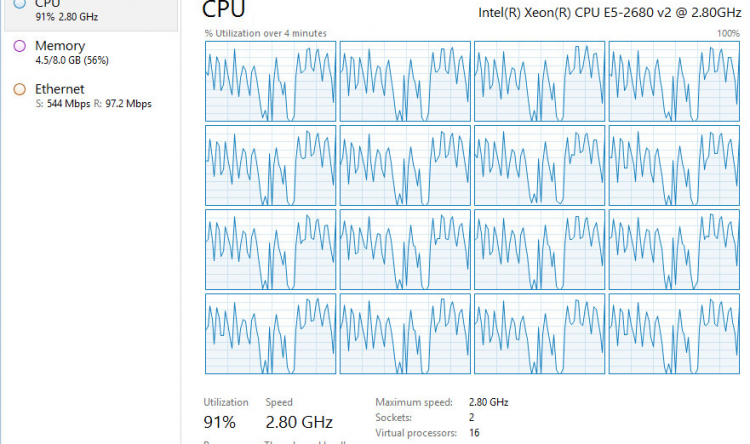 CPU
91% 2.80 GHz
Memory
4.5/8.0 GB (56%)
Ethernet
S: 544 Mbps R: 97.2 Mbps
CPU
Intel(R) Xeon(R) CPU E5-2680 v2 @ 2.80GHz
% Utilization over 4 minutes
100%
Utilization
Speed
Maximum speed:
2.80 GHz
91%
2.80 GHz
Sockets:
2
Virtual processors:
16